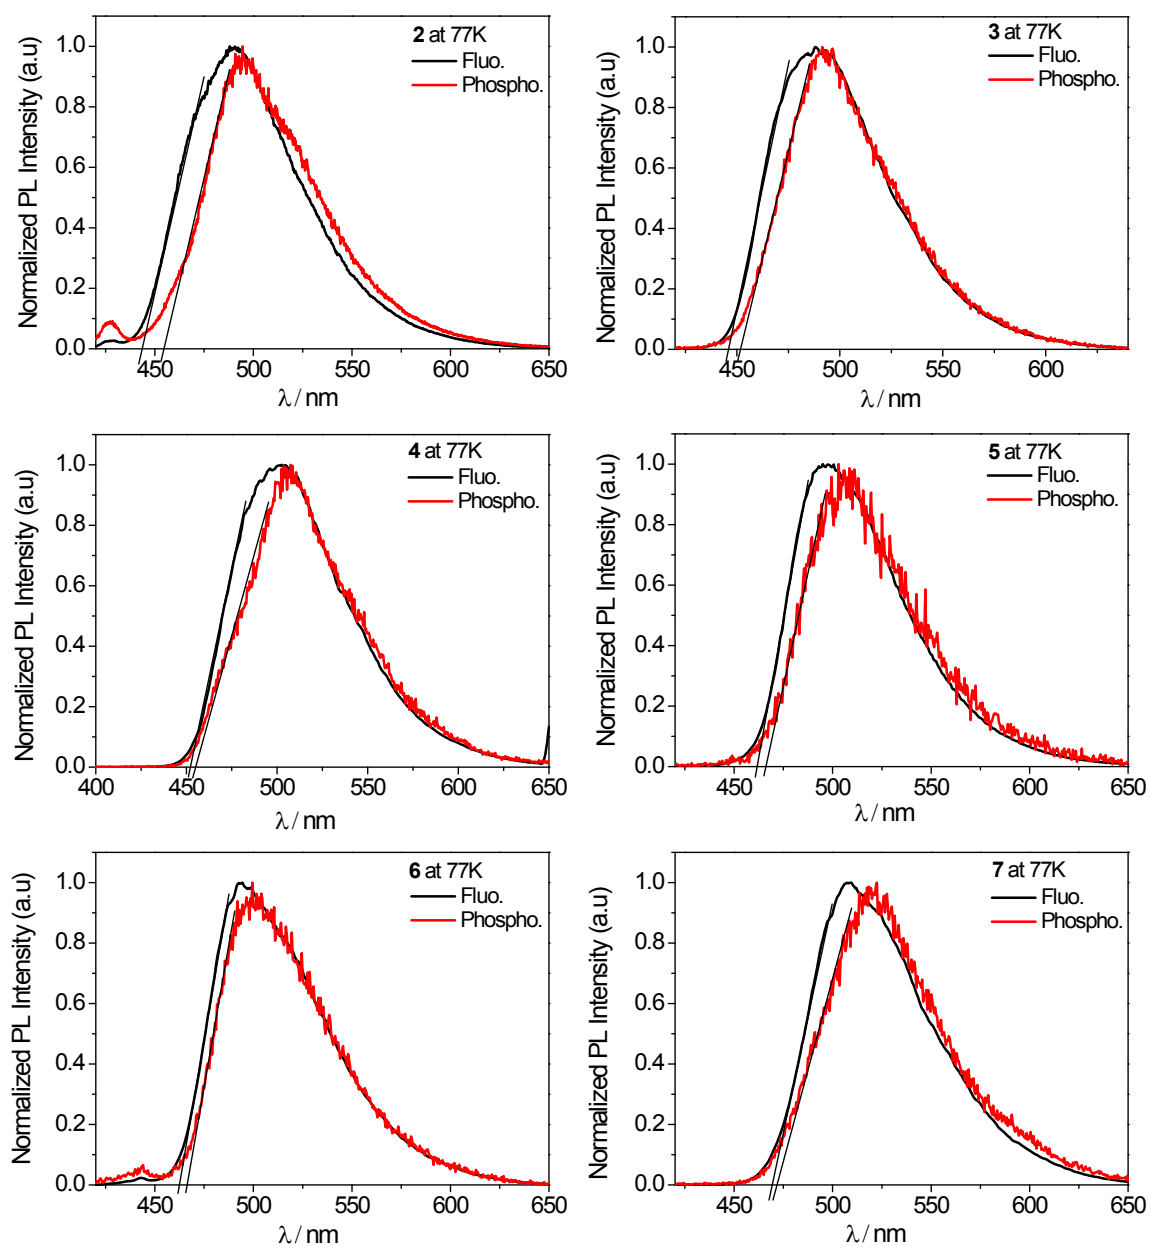 2 at 77K
Fluo.
Phospho.
Normalized PL Intensity (a.u)
1.0
0.8
0.6
0.4
0.2
0.0
450 500 550 600 650
λ / nm
3 at 77K
Fluo.
Phospho.
Normalized PL Intensity (a.u)
1.0
0.8
0.6
0.4
0.2
0.0
450 500 550 600
λ / nm
4 at 77K
Fluo.
Phospho.
Normalized PL Intensity (a.u)
1.0
0.8
0.6
0.4
0.2
0.0
400 450 500 550 600 650
λ / nm
5 at 77K
Fluo.
Phospho.
Normalized PL Intensity (a.u)
1.0
0.8
0.6
0.4
0.2
0.0
450 500 550 600 650
λ / nm
6 at 77K
Fluo.
Phospho.
Normalized PL Intensity (a.u)
1.0
0.8
0.6
0.4
0.2
0.0
450 500 550 600 650
λ / nm
7 at 77K
Fluo.
Phospho.
Normalized PL Intensity (a.u)
1.0
0.8
0.6
0.4
0.2
0.0
450 500 550 600 650
λ / nm